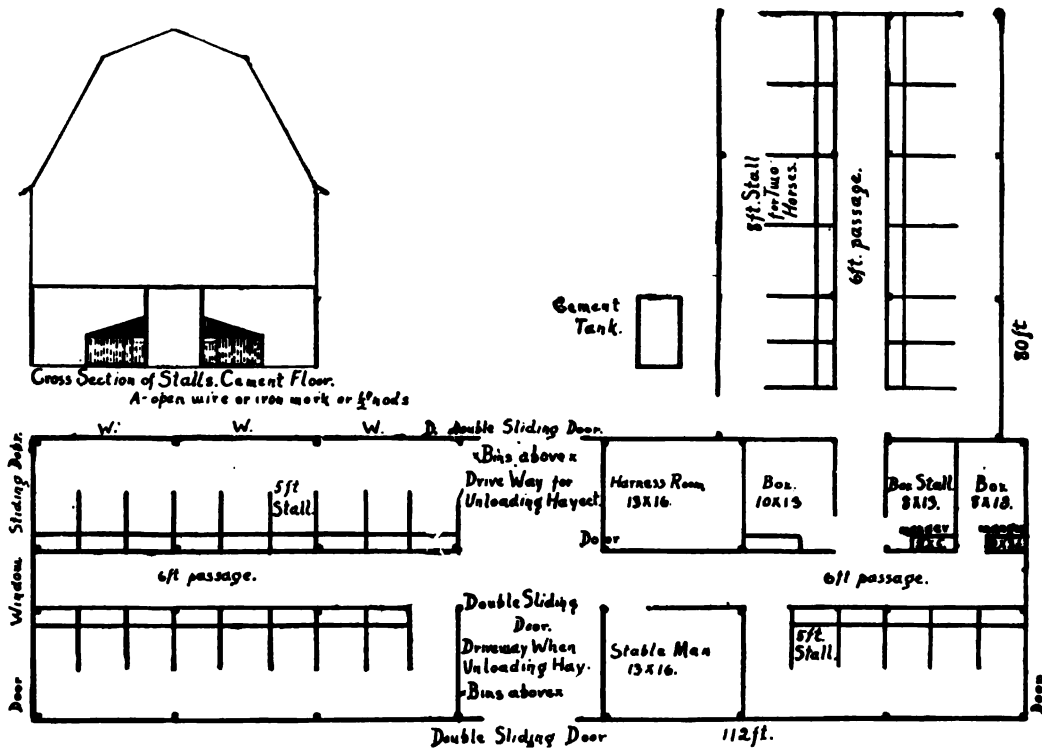 8ft. Stall
for Two
Horses.
6ft. passage.
80ft
Cement
Tank.
Cross Section of Stalls. Cement Floor.
A-open wire or iron work or rods
W.
W.
W.
D. double Sliding Door.
Sliding Door.
Window
Door
Bins above
Drive Way for
Unloading Hay ect.
5ft
Stall.
Harness Room
13X16.
Box.
10X13
Box Stall
8X13.
Box
8X13.
manger
manger
Door
6ft passage.
6ft passage.
Double Sliding
Door.
Driveway When
Unloading Hay.
Bins above
Stable Man
13X16.
5ft.
Stall.
Door
Double Sliding Door
112ft.